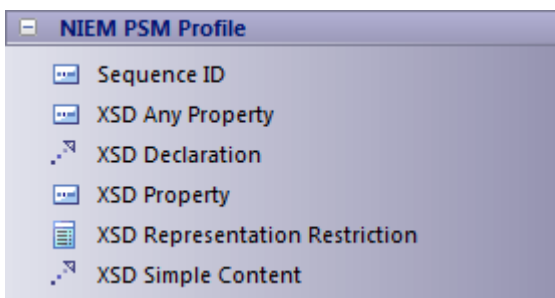 NIEM PSM Profile
Sequence ID
XSD Any Property
XSD Declaration
XSD Property
XSD Representation Restriction
XSD Simple Content